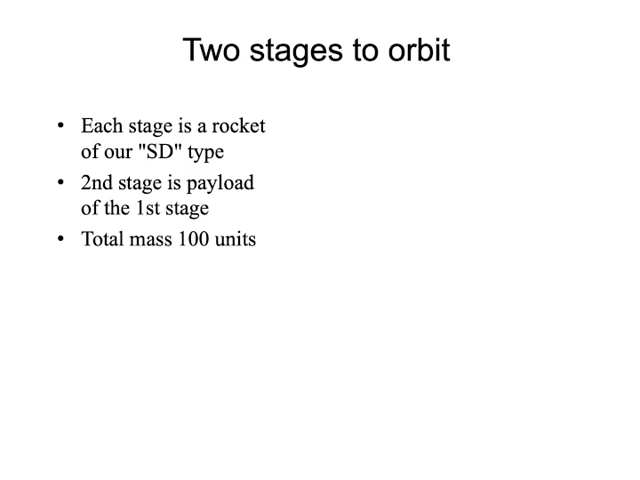 Two stages to orbit
• Each stage is a rocket
of our "SD" type
• 2nd stage is payload
of the 1st stage
• Total mass 100 units